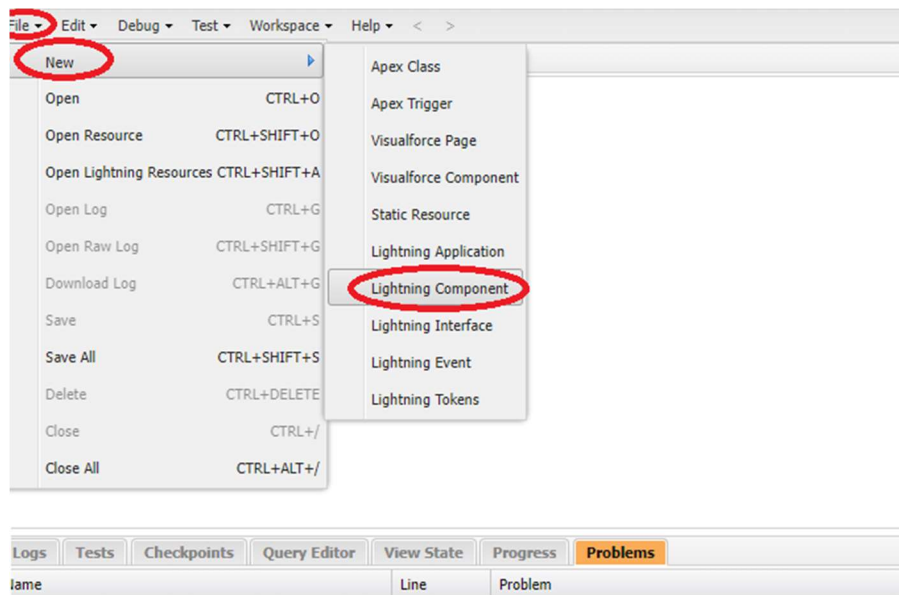 File Edit Debug Test Workspace Help < >
New
Open CTRL+O
Open Resource CTRL+SHIFT+O
Open Lightning Resources CTRL+SHIFT+A
Open Log CTRL+G
Open Raw Log CTRL+SHIFT+G
Download Log CTRL+ALT+G
Save CTRL+S
Save All CTRL+SHIFT+S
Delete CTRL+DELETE
Close CTRL+/
Close All CTRL+ALT+/
Apex Class
Apex Trigger
Visualforce Page
Visualforce Component
Static Resource
Lightning Application
Lightning Component
Lightning Interface
Lightning Event
Lightning Tokens
Logs Tests Checkpoints Query Editor View State Progress Problems
Name Line Problem